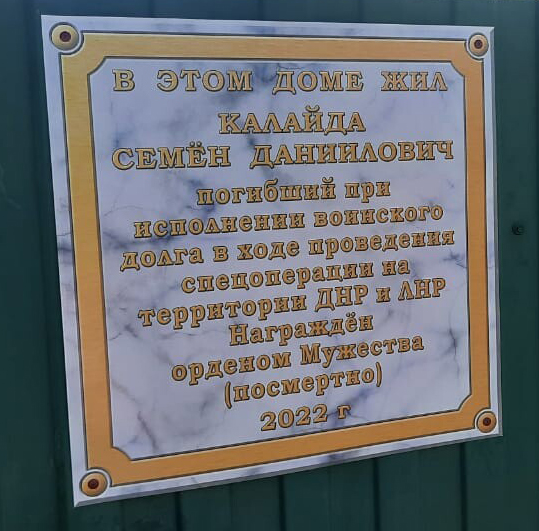 В ЭТОМ ДОМЕ ЖИЛ
КАЛАЙДА
СЕМЁН ДАНИИЛОВИЧ
погибший при
исполнении воинского
долга в ходе проведения
спецоперации на
территории ДНР и ЛНР
Награждён
орденом Мужества
(посмертно)
2022 г